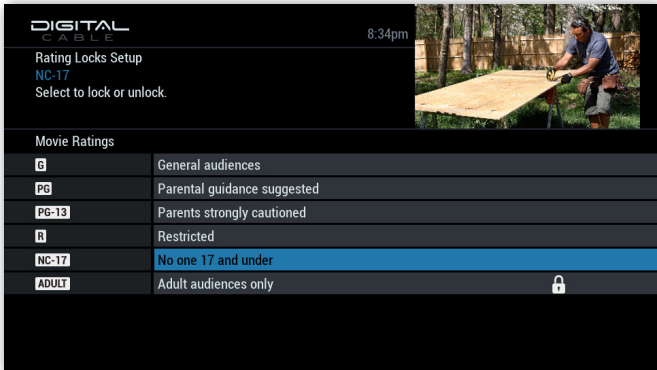 DIGITAL
CABLE
8:34pm
Rating Locks Setup
NC-17
Select to lock or unlock.
Movie Ratings
G General audiences
PG Parental guidance suggested
PG-13 Parents strongly cautioned
R Restricted
NC-17 No one 17 and under
ADULT Adult audiences only